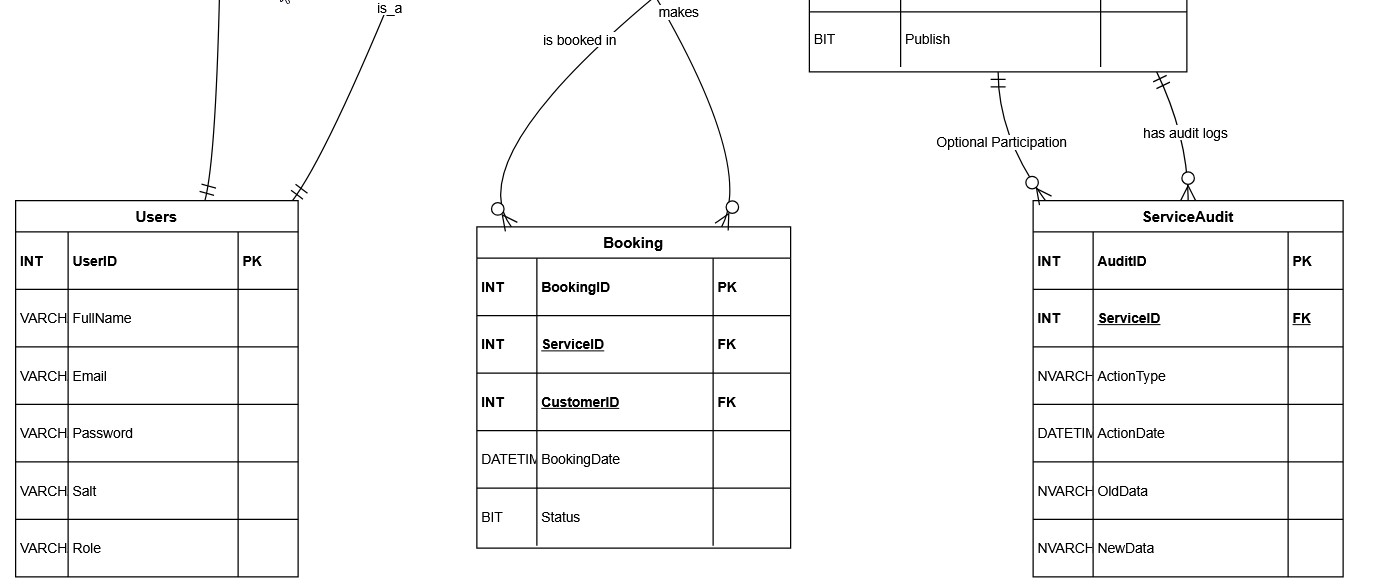 is_a
makes
is booked in
BIT Publish
Optional Participation
has audit logs
Users
INT UserID PK
VARCH FullName
VARCH Email
VARCH Password
VARCH Salt
VARCH Role
Booking
INT BookingID PK
INT ServiceID FK
INT CustomerID FK
DATETIM BookingDate
BIT Status
ServiceAudit
INT AuditID PK
INT ServiceID FK
NVARCH ActionType
DATETIM ActionDate
NVARCH OldData
NVARCH NewData